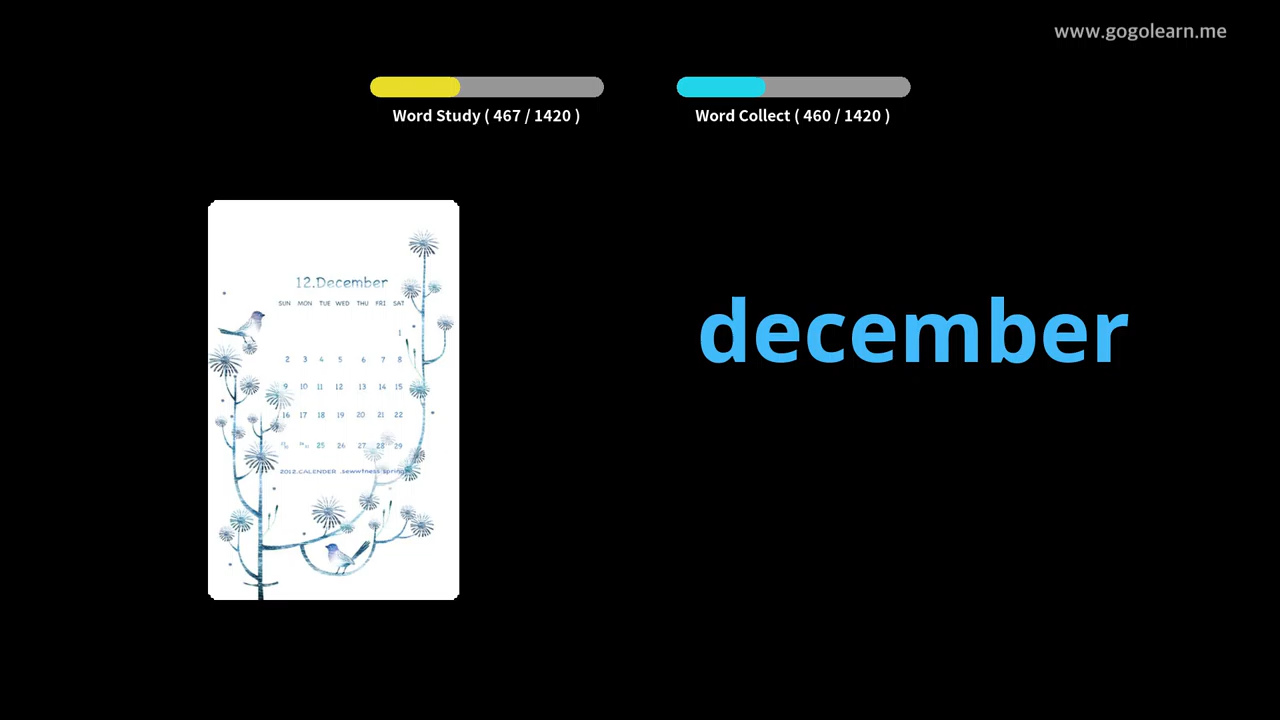 www.gogolearn.me
Word Study ( 467 / 1420 )
Word Collect ( 460 / 1420 )
12.December
SUN MON TUE WED THU FRI SAT
1
2 3 4 5 6 7 8
9 10 11 12 13 14 15
16 17 18 19 20 21 22
25 26 27 28 29
2012.CALENDER .sewwtness spring
december